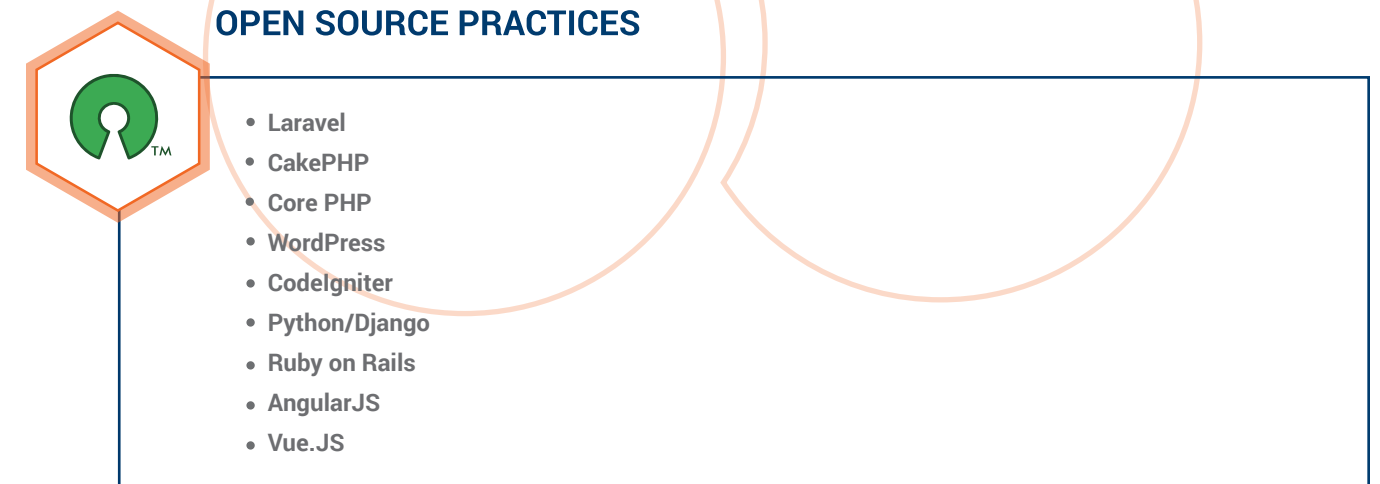 OPEN SOURCE PRACTICES
TM
• Laravel
• CakePHP
• Core PHP
• WordPress
• CodeIgniter
• Python/Django
• Ruby on Rails
• AngularJS
• Vue.JS